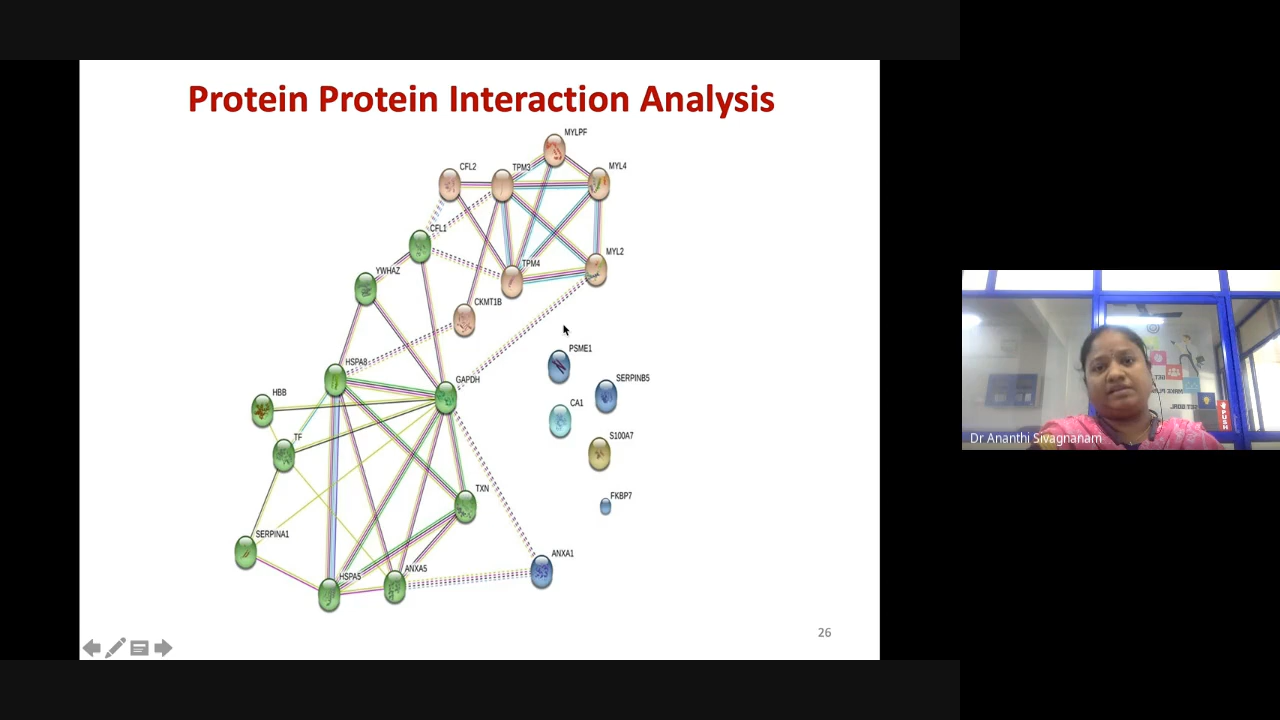 Protein Protein Interaction Analysis
MYLPF
CFL2
TPM3
MYL4
CFL1
MYL2
TPM4
YWHAZ
CKMT1B
PSME1
HSPA8
GAPDH
SERPINB5
HBB
CA1
TF
S100A7
TXN
FKBP7
SERPINA1
ANXA1
HSPA5
ANXA5
26
Dr Ananthi Sivagnanam
PUSH